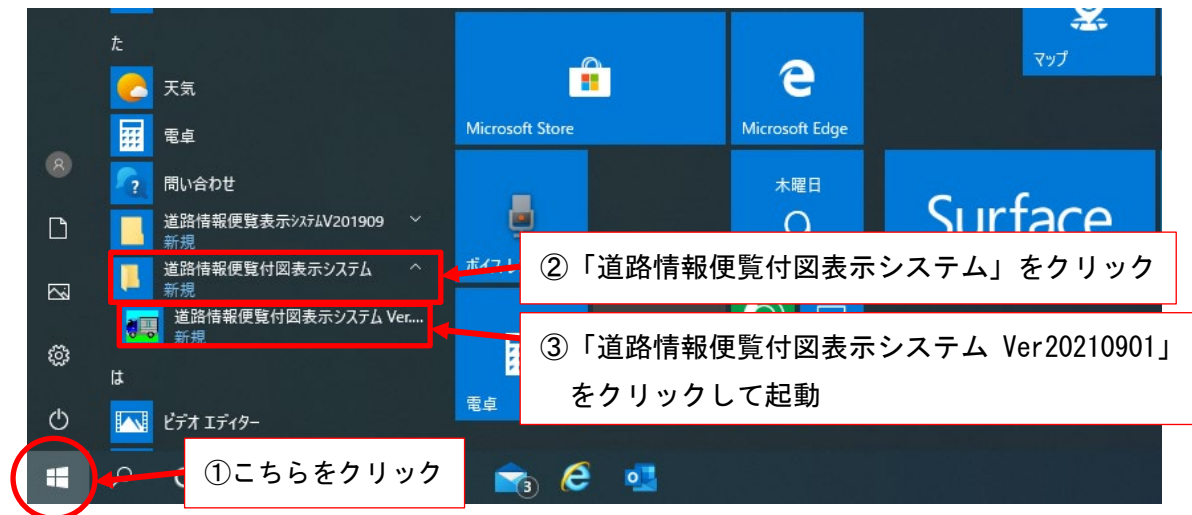 た
天気
電卓
問い合わせ
道路情報便覧表示ｼｽﾃﾑV201909
新規
道路情報便覧付図表示システム
新規
道路情報便覧付図表示システム Ver....
新規
は
ビデオ エディター
Microsoft Store
Microsoft Edge
マップ
木曜日
Surface
ボイス レ
電卓
②「道路情報便覧付図表示システム」をクリック
③「道路情報便覧付図表示システム Ver20210901」
をクリックして起動
①こちらをクリック
3